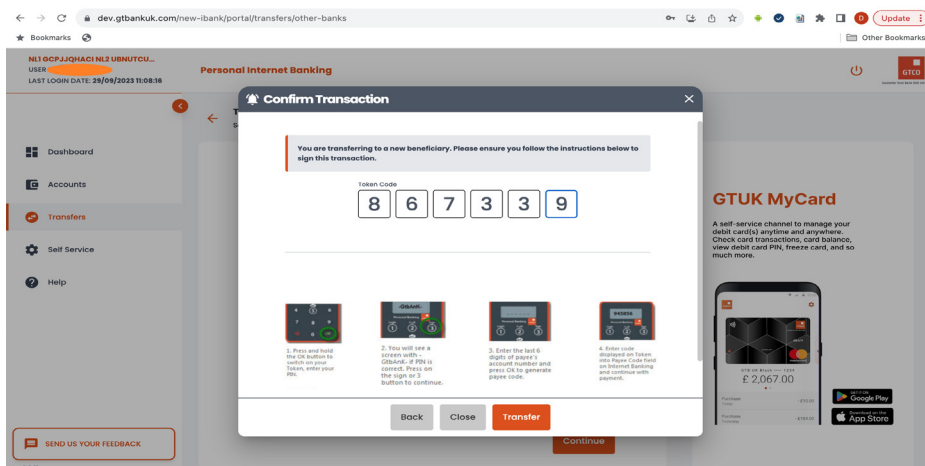 dev.gtbankuk.com/new-ibank/portal/transfers/other-banks
Update
Bookmarks
Other Bookmarks
NL1 GCPJJQHACI NL2 UBNUTCU...
USER
LAST LOGIN DATE: 29/09/2023 11:08:16
Personal Internet Banking
GTCO
Confirm Transaction
Dashboard
Accounts
Transfers
Self Service
Help
SEND US YOUR FEEDBACK
You are transferring to a new beneficiary. Please ensure you follow the instructions below to
sign this transaction.
Token Code
8 6 7 3 3 9
1. Press and hold
the OK button to
switch on your
Token, enter your
PIN.
2. You will see a
screen with -
GtbAnK- if PIN is
correct. Press on
the sign or 3
button to continue.
3. Enter the last 6
digits of payee's
account number and
press OK to generate
payee code.
4. Enter code
displayed on Token
into Payee Code field
on Internet Banking
and continue with
payment.
Back
Close
Transfer
Continue
GTUK MyCard
A self-service channel to manage your
debit card(s) anytime and anywhere.
Check card transactions, card balance,
view debit card PIN, freeze card, and so
much more.
£ 2,067.00
Google Play
Download on the
App Store